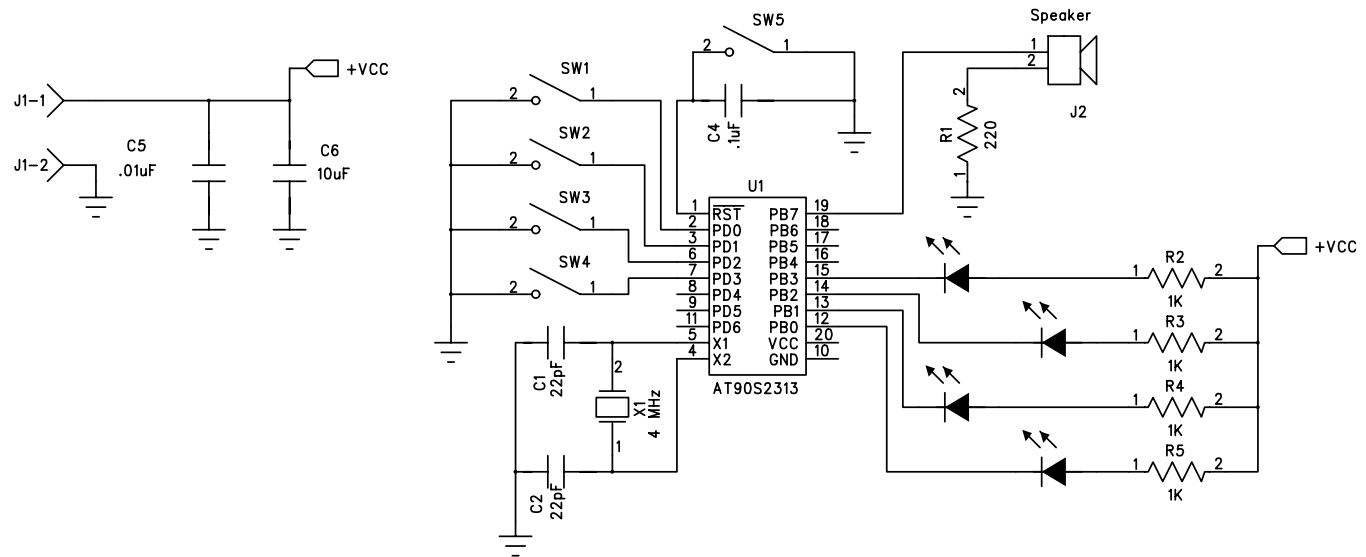 J1-1
+VCC
J1-2
C5
.01uF
C6
10uF
SW1
2
1
SW2
2
1
SW3
2
1
SW4
2
1
SW5
2
1
C4
.1uF
Speaker
1
2
J2
2
R1
220
1
U1
1 RST PB7 19
2 PD0 PB6 18
3 PD1 PB5 17
6 PD2 PB4 16
7 PD3 PB3 15
8 PD4 PB2 14
9 PD5 PB1 13
11 PD6 PB0 12
5 X1 VCC 20
4 X2 GND 10
AT90S2313
C1
22pF
2
X1
4 MHz
1
C2
22pF
+VCC
R2
1
2
1K
R3
1
2
1K
R4
1
2
1K
R5
1
2
1K